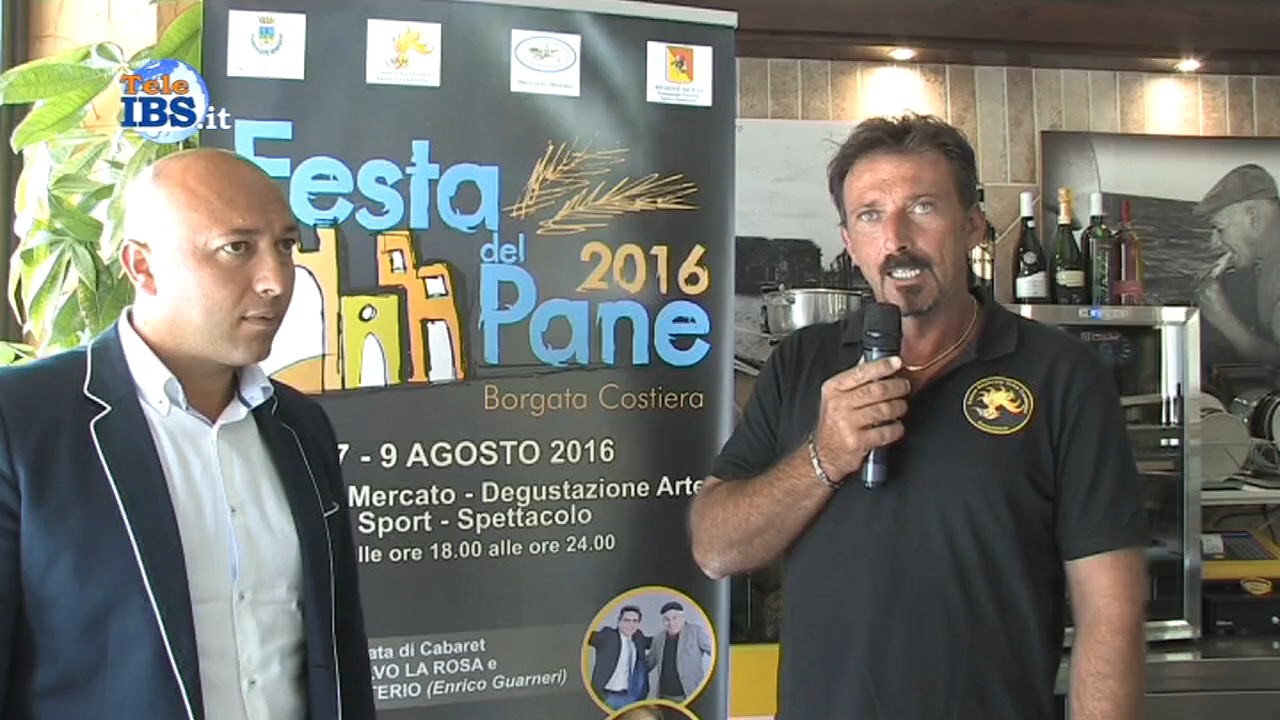 Tele
IBS.it
Festa
del
2016
Pane
Borgata Costiera
7 - 9 AGOSTO 2016
Mercato - Degustazione Arte
Sport - Spettacolo
lle ore 18.00 alle ore 24.00
ata di Cabaret
LVO LA ROSA e
TERIO (Enrico Guarneri)